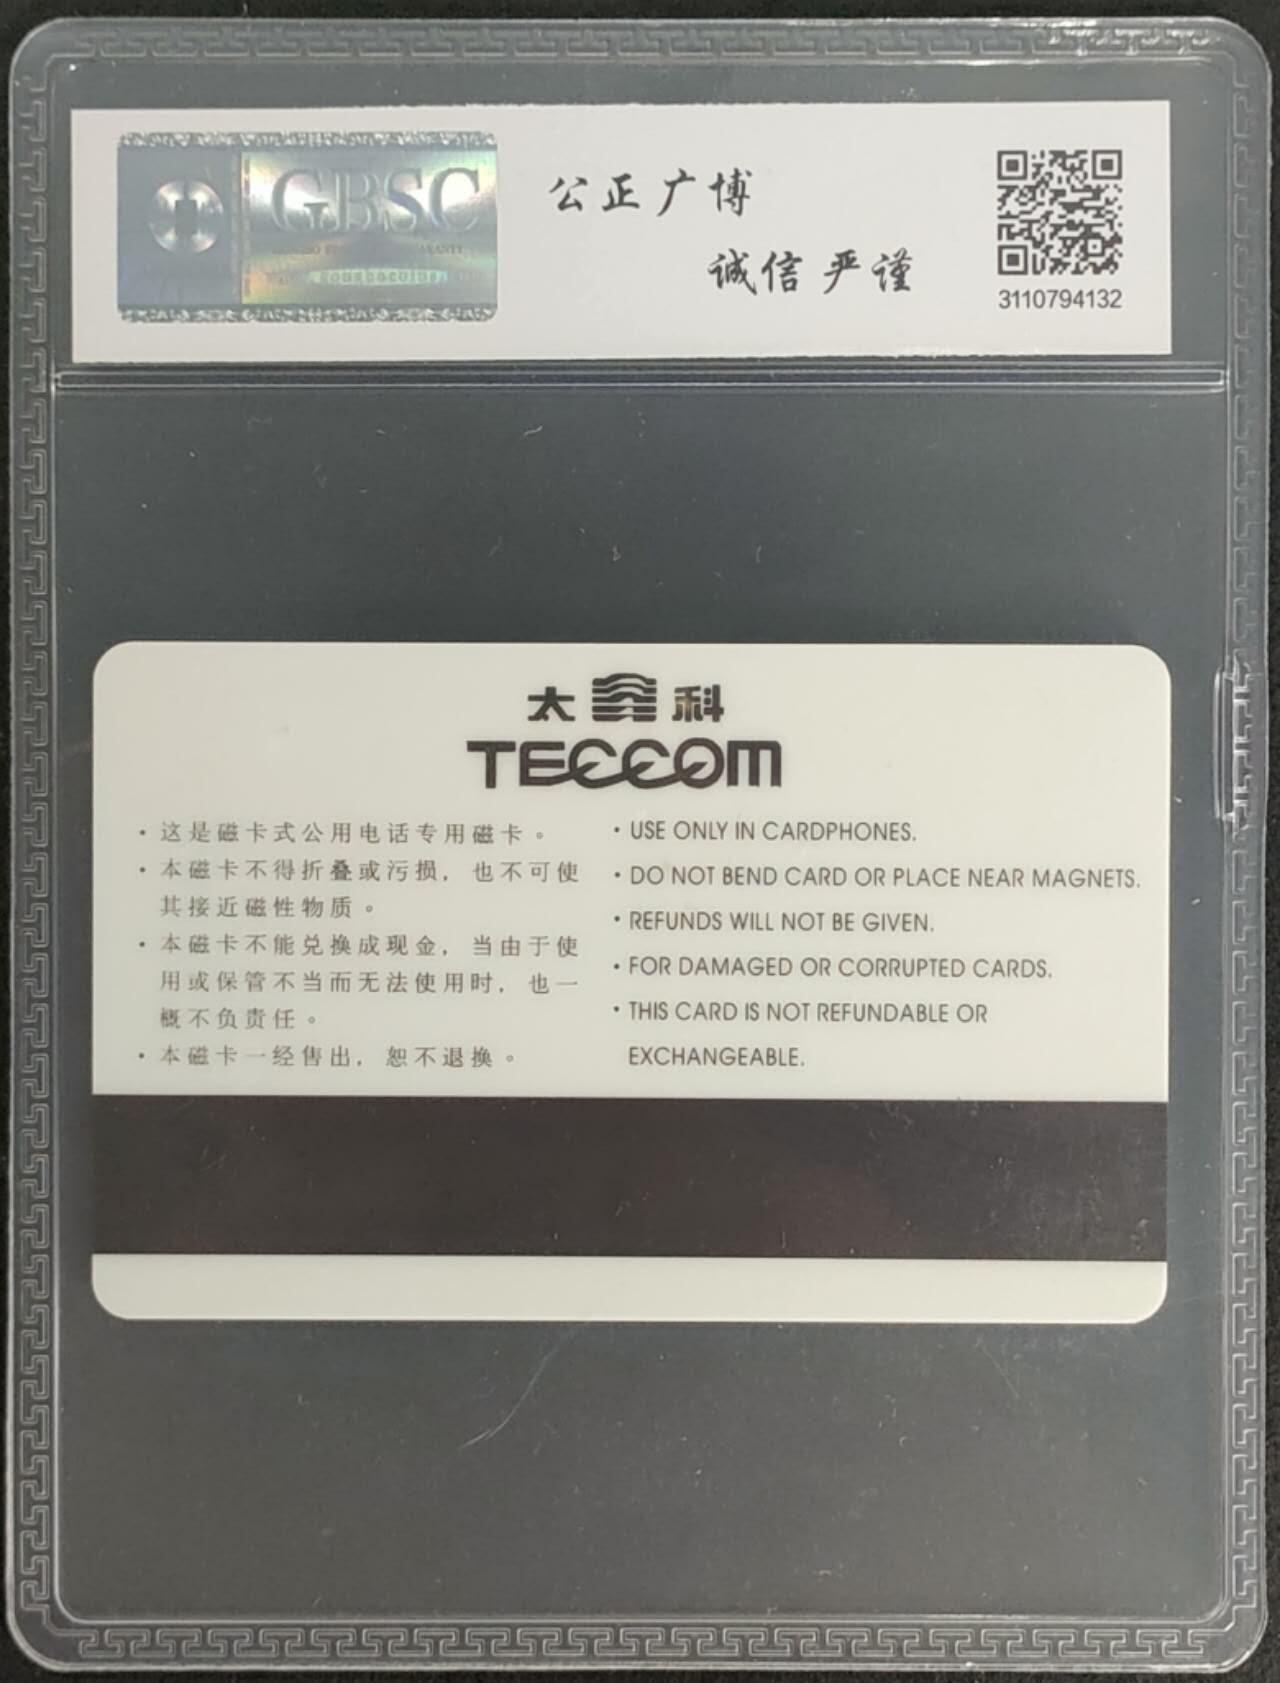 GBSC
公正广博
诚信严谨
3110794132
太 科
TECCOM
·这是磁卡式公用电话专用磁卡。
·本磁卡不得折叠或污损，也不可使
其接近磁性物质。
·本磁卡不能兑换成现金，当由于使
用或保管不当而无法使用时，也一
概不负责任。
·本磁卡一经售出，恕不退换。
·USE ONLY IN CARDPHONES.
·DO NOT BEND CARD OR PLACE NEAR MAGNETS.
·REFUNDS WILL NOT BE GIVEN.
·FOR DAMAGED OR CORRUPTED CARDS.
·THIS CARD IS NOT REFUNDABLE OR
EXCHANGEABLE.